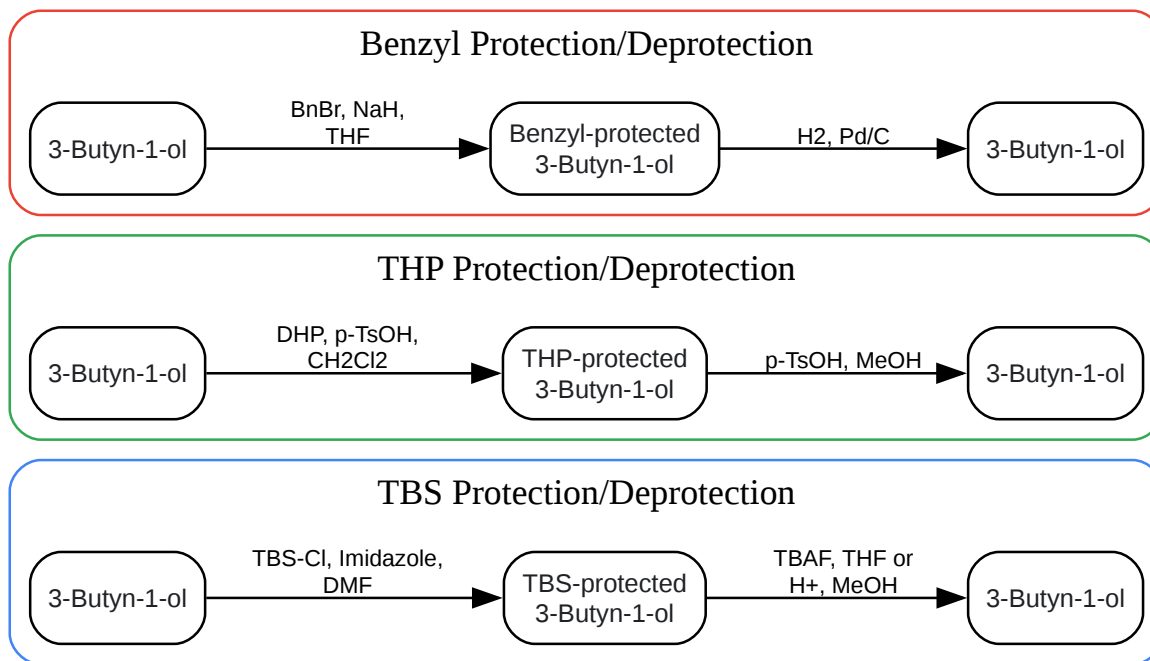 Benzyl Protection/Deprotection
3-Butyn-1-ol
BnBr, NaH,
THF
Benzyl-protected
3-Butyn-1-ol
H2, Pd/C
3-Butyn-1-ol
THP Protection/Deprotection
3-Butyn-1-ol
DHP, p-TsOH,
CH2Cl2
THP-protected
3-Butyn-1-ol
p-TsOH, MeOH
3-Butyn-1-ol
TBS Protection/Deprotection
3-Butyn-1-ol
TBS-Cl, Imidazole,
DMF
TBS-protected
3-Butyn-1-ol
TBAF, THF or
H+, MeOH
3-Butyn-1-ol